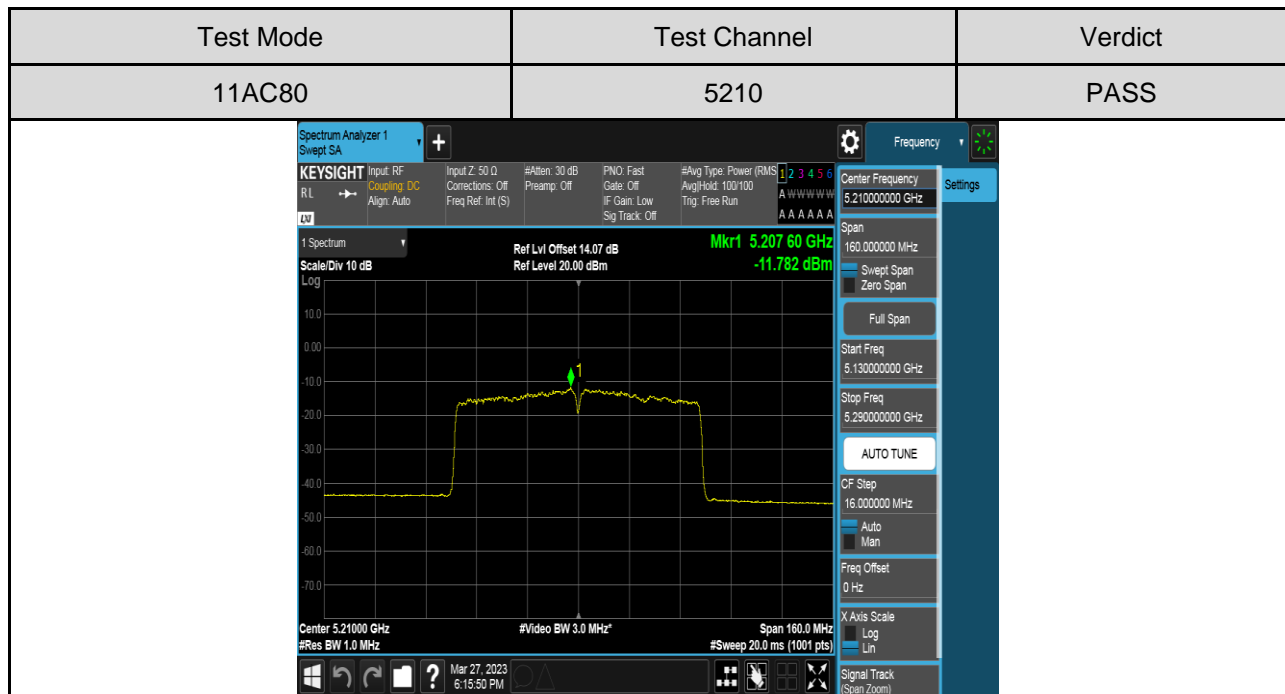 Test Mode Test Channel Verdict
11AC80 5210 PASS
Spectrum Analyzer 1
Swept SA
+
Frequency
KEYSIGHT
RL
LXI
Input: RF
Coupling: DC
Align: Auto
Input Z: 50 Ω
Corrections: Off
Freq Ref: Int (S)
#Atten: 30 dB
Preamp: Off
PNO: Fast
Gate: Off
IF Gain: Low
Sig Track: Off
#Avg Type: Power (RMS
Avg|Hold: 100/100
Trig: Free Run
1 2 3 4 5 6
A W W W W W
A A A A A A
1 Spectrum
Scale/Div 10 dB
Log
Ref Lvl Offset 14.07 dB
Ref Level 20.00 dBm
Mkr1 5.207 60 GHz
-11.782 dBm
10.0
0.00
-10.0
-20.0
-30.0
-40.0
-50.0
-60.0
-70.0
1
Center 5.21000 GHz
#Res BW 1.0 MHz
#Video BW 3.0 MHz*
Span 160.0 MHz
#Sweep 20.0 ms (1001 pts)
?
Mar 27, 2023
6:15:50 PM
Center Frequency
5.210000000 GHz
Settings
Span
160.000000 MHz
Swept Span
Zero Span
Full Span
Start Freq
5.130000000 GHz
Stop Freq
5.290000000 GHz
AUTO TUNE
CF Step
16.000000 MHz
Auto
Man
Freq Offset
0 Hz
X Axis Scale
Log
Lin
Signal Track
(Span Zoom)